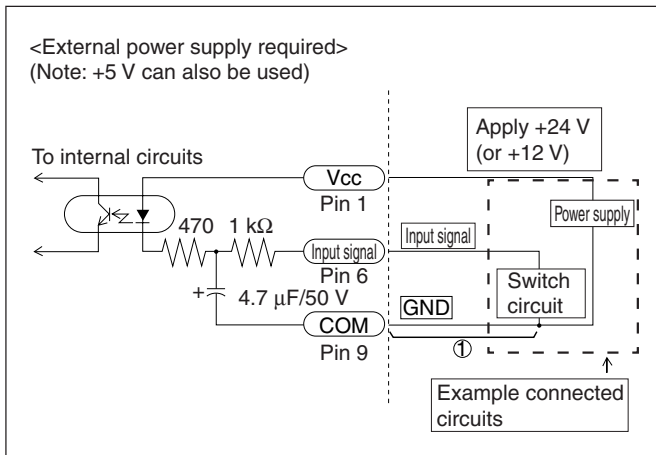 <External power supply required>
(Note: +5 V can also be used)
Apply +24 V
(or +12 V)
To internal circuits
Vcc
Pin 1
Power supply
470
1 kΩ
Input signal
Input signal
Pin 6
Switch
circuit
+
4.7 μF/50 V
GND
COM
Pin 9
①
Example connected
circuits